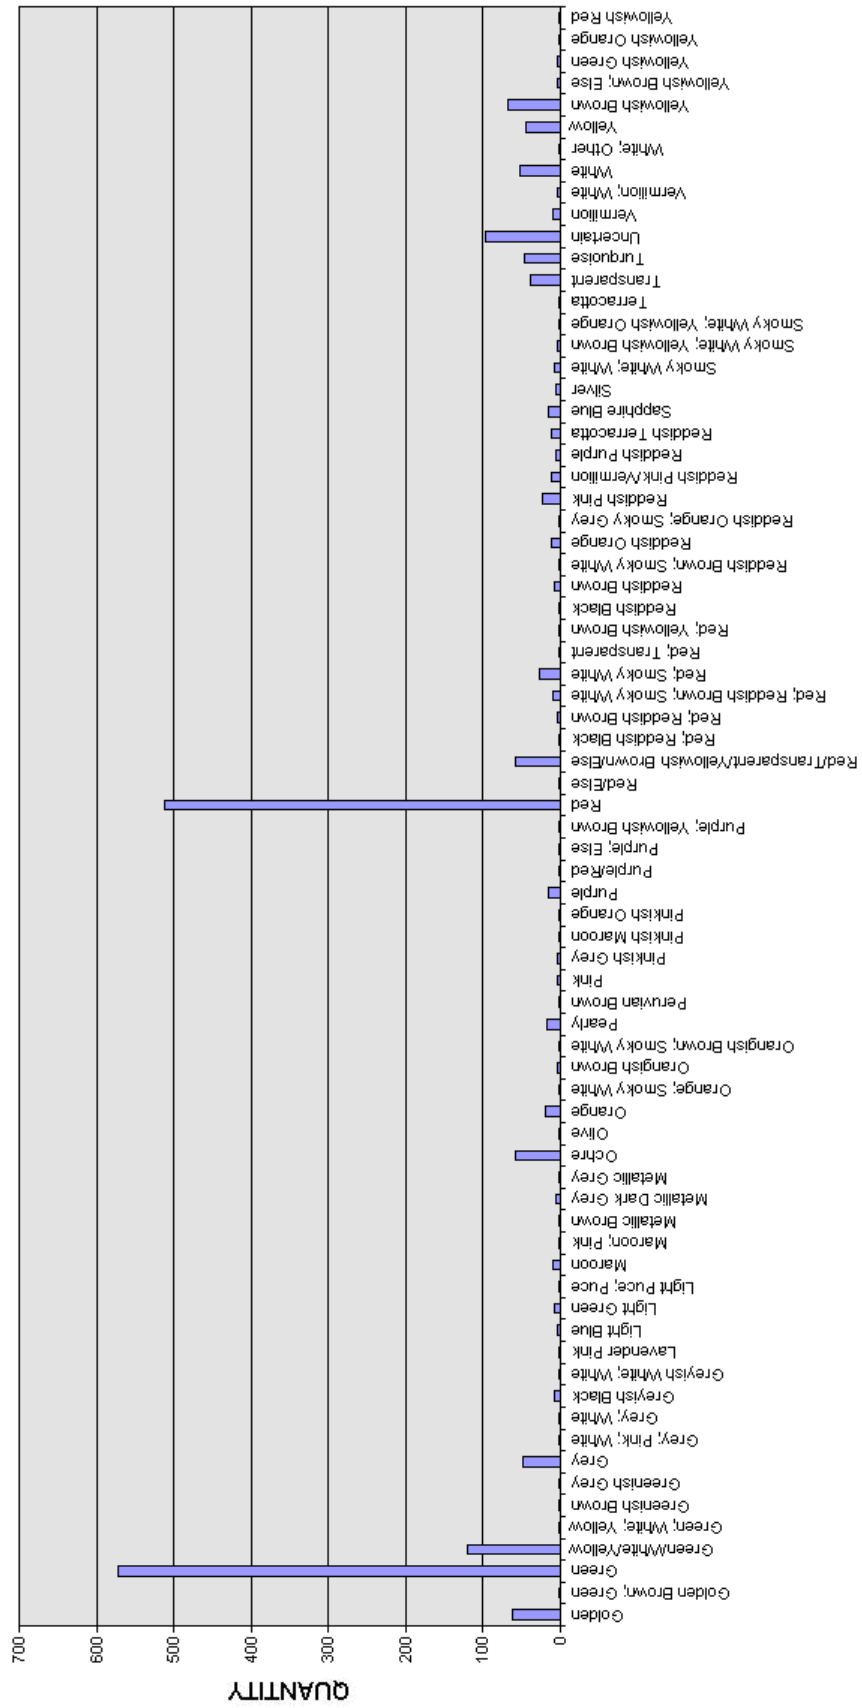 QUANTITY
700
600
500
400
300
200
100
0
Golden
Golden Brown; Green
Green
Green/White/Yellow
Green; White; Yellow
Greenish Brown
Greenish Grey
Grey
Grey; Pink; White
Grey; White
Greyish Black
Greyish White; White
Lavender Pink
Light Blue
Light Green
Light Puce; Puce
Maroon
Maroon; Pink
Metallic Brown
Metallic Dark Grey
Metallic Grey
Ochre
Olive
Orange
Orange; Smoky White
Orangish Brown
Orangish Brown; Smoky White
Pearly
Peruvian Brown
Pink
Pinkish Grey
Pinkish Maroon
Pinkish Orange
Purple
Purple/Red
Purple; Else
Purple; Yellowish Brown
Red
Red/Else
Red/Transparent/Yellowish Brown/Else
Red; Reddish Black
Red; Reddish Brown
Red; Reddish Brown; Smoky White
Red; Smoky White
Red; Transparent
Red; Yellowish Brown
Reddish Black
Reddish Brown
Reddish Brown; Smoky White
Reddish Orange
Reddish Orange; Smoky Grey
Reddish Pink
Reddish Pink/Vermilion
Reddish Purple
Reddish Terracotta
Sapphire Blue
Silver
Smoky White; White
Smoky White; Yellowish Brown
Smoky White; Yellowish Orange
Terracotta
Transparent
Turquoise
Uncertain
Vermilion
Vermilion; White
White
White; Other
Yellow
Yellowish Brown
Yellowish Brown; Else
Yellowish Green
Yellowish Orange
Yellowish Red